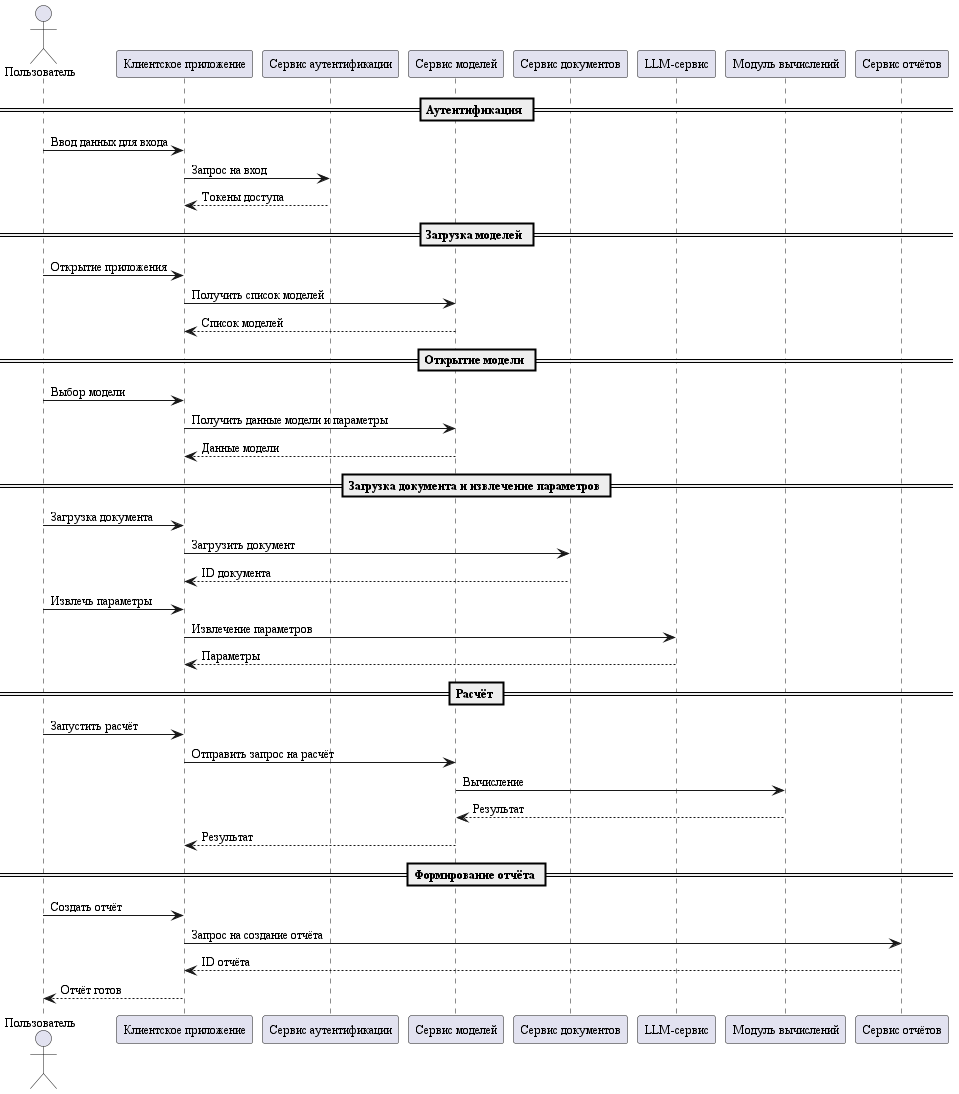 Пользователь
Клиентское приложение
Сервис аутентификации
Сервис моделей
Сервис документов
LLM-сервис
Модуль вычислений
Сервис отчётов
Аутентификация
Ввод данных для входа
Запрос на вход
Токены доступа
Загрузка моделей
Открытие приложения
Получить список моделей
Список моделей
Открытие модели
Выбор модели
Получить данные модели и параметры
Данные модели
Загрузка документа и извлечение параметров
Загрузка документа
Загрузить документ
ID документа
Извлечь параметры
Извлечение параметров
Параметры
Расчёт
Запустить расчёт
Отправить запрос на расчёт
Вычисление
Результат
Результат
Формирование отчёта
Создать отчёт
Запрос на создание отчёта
ID отчёта
Отчёт готов
Пользователь
Клиентское приложение
Сервис аутентификации
Сервис моделей
Сервис документов
LLM-сервис
Модуль вычислений
Сервис отчётов